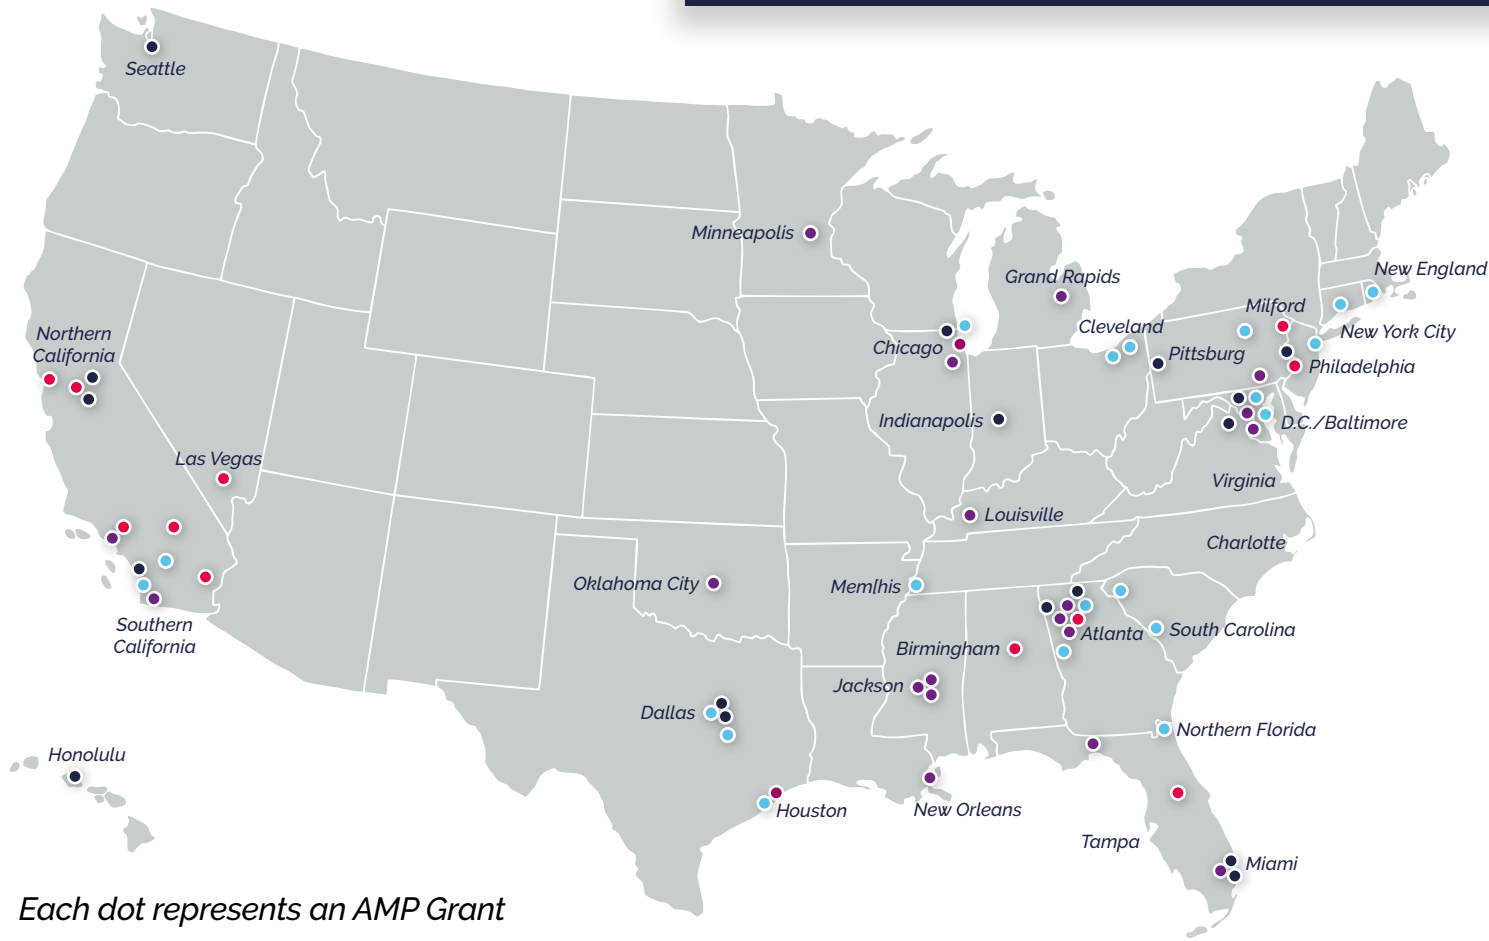 Seattle
Minneapolis
Grand Rapids
New England
Milford
Cleveland
New York City
Northern
California
Chicago
Pittsburg
Philadelphia
Indianapolis
D.C./Baltimore
Las Vegas
Virginia
Louisville
Charlotte
Oklahoma City
Memſhis
Southern
California
Atlanta
South Carolina
Birmingham
Jackson
Dallas
Northern Florida
Honolulu
Houston
New Orleans
Tampa
Miami
Each dot represents an AMP Grant